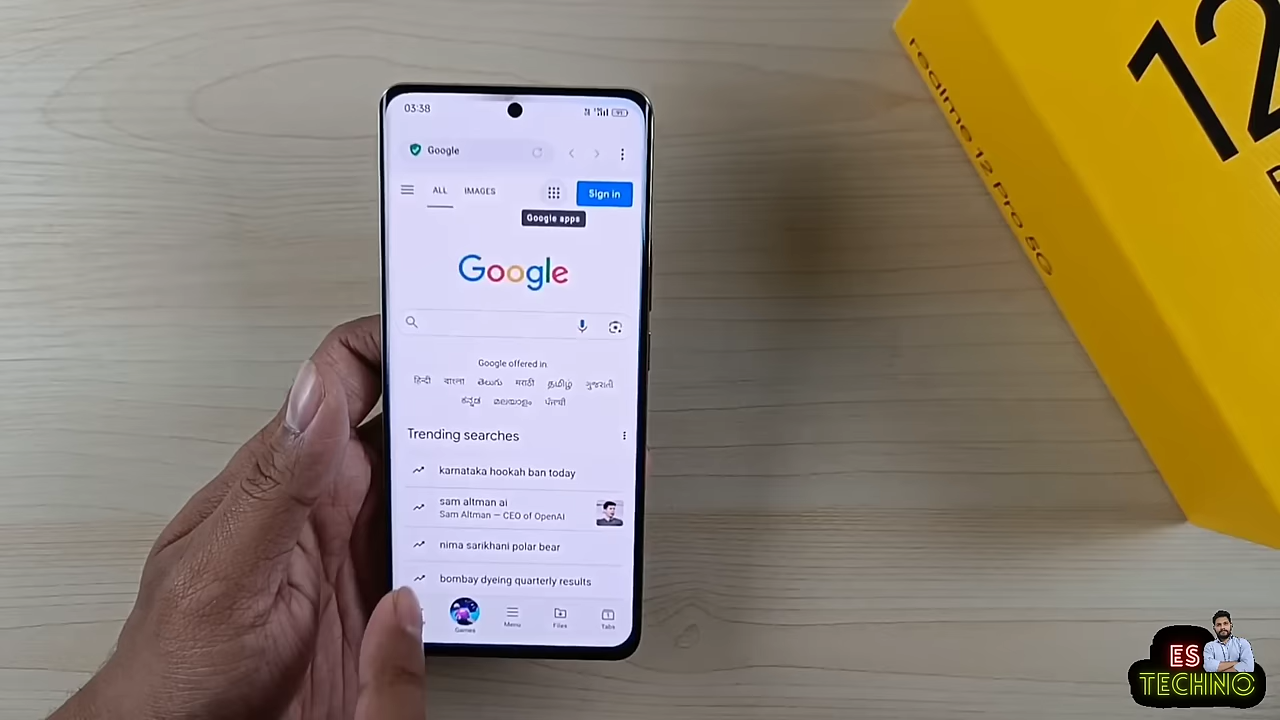 03:38
Google
ALL IMAGES
Sign in
Google apps
Google
Google offered in
हिन्दी বাংলা తెలుగు मराठी தமிழ் ગુજરાતી
ಕನ್ನಡ മലയാളം ਪੰਜਾਬੀ
Trending searches
karnataka hookah ban today
sam altman ai
Sam Altman — CEO of OpenAI
nima sarikhani polar bear
bombay dyeing quarterly results
Games Menu Files Tabs
12
realme 12 Pro 5G
ES
TECHNO